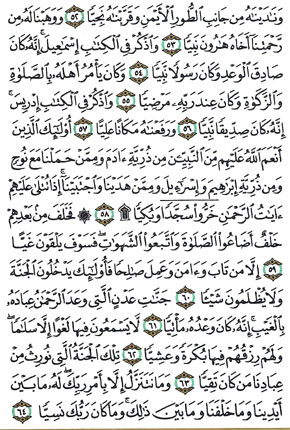 وَنَٰدَيْنَٰهُ مِن جَانِبِ ٱلطُّورِ ٱلْأَيْمَنِ وَقَرَّبْنَٰهُ نَجِيًّا ٥٢ وَوَهَبْنَا لَهُۥ مِن
رَّحْمَتِنَآ أَخَاهُ هَٰرُونَ نَبِيًّا ٥٣ وَٱذْكُرْ فِى ٱلْكِتَٰبِ إِسْمَٰعِيلَ ۚ إِنَّهُۥ كَانَ
صَادِقَ ٱلْوَعْدِ وَكَانَ رَسُولًا نَّبِيًّا ٥٤ وَكَانَ يَأْمُرُ أَهْلَهُۥ بِٱلصَّلَوٰةِ
وَٱلزَّكَوٰةِ وَكَانَ عِندَ رَبِّهِۦ مَرْضِيًّا ٥٥ وَٱذْكُرْ فِى ٱلْكِتَٰبِ إِدْرِيسَ ۚ
إِنَّهُۥ كَانَ صِدِّيقًا نَّبِيًّا ٥٦ وَرَفَعْنَٰهُ مَكَانًا عَلِيًّا ٥٧ أُو۟لَٰٓئِكَ ٱلَّذِينَ
أَنْعَمَ ٱللَّهُ عَلَيْهِم مِّنَ ٱلنَّبِيِّـۧنَ مِن ذُرِّيَّةِ ءَادَمَ وَمِمَّنْ حَمَلْنَا مَعَ نُوحٍ
وَمِن ذُرِّيَّةِ إِبْرَٰهِيمَ وَإِسْرَٰٓءِيلَ وَمِمَّنْ هَدَيْنَا وَٱجْتَبَيْنَآ ۚ إِذَا تُتْلَىٰ عَلَيْهِمْ
ءَايَٰتُ ٱلرَّحْمَٰنِ خَرُّوا۟ سُجَّدًا وَبُكِيًّا ۩ ٥٨ ۞ فَخَلَفَ مِنۢ بَعْدِهِمْ
خَلْفٌ أَضَاعُوا۟ ٱلصَّلَوٰةَ وَٱتَّبَعُوا۟ ٱلشَّهَوَٰتِ ۖ فَسَوْفَ يَلْقَوْنَ غَيًّا
٥٩ إِلَّا مَن تَابَ وَءَامَنَ وَعَمِلَ صَٰلِحًا فَأُو۟لَٰٓئِكَ يَدْخُلُونَ ٱلْجَنَّةَ
وَلَا يُظْلَمُونَ شَيْـًٔا ٦٠ جَنَّٰتِ عَدْنٍ ٱلَّتِى وَعَدَ ٱلرَّحْمَٰنُ عِبَادَهُۥ
بِٱلْغَيْبِ ۚ إِنَّهُۥ كَانَ وَعْدُهُۥ مَأْتِيًّا ٦١ لَّا يَسْمَعُونَ فِيهَا لَغْوًا إِلَّا سَلَٰمًا ۖ
وَلَهُمْ رِزْقُهُمْ فِيهَا بُكْرَةً وَعَشِيًّا ٦٢ تِلْكَ ٱلْجَنَّةُ ٱلَّتِى نُورِثُ مِنْ
عِبَادِنَا مَن كَانَ تَقِيًّا ٦٣ وَمَا نَتَنَزَّلُ إِلَّا بِأَمْرِ رَبِّكَ ۖ لَهُۥ مَا بَيْنَ
أَيْدِينَا وَمَا خَلْفَنَا وَمَا بَيْنَ ذَٰلِكَ ۚ وَمَا كَانَ رَبُّكَ نَسِيًّا ٦٤